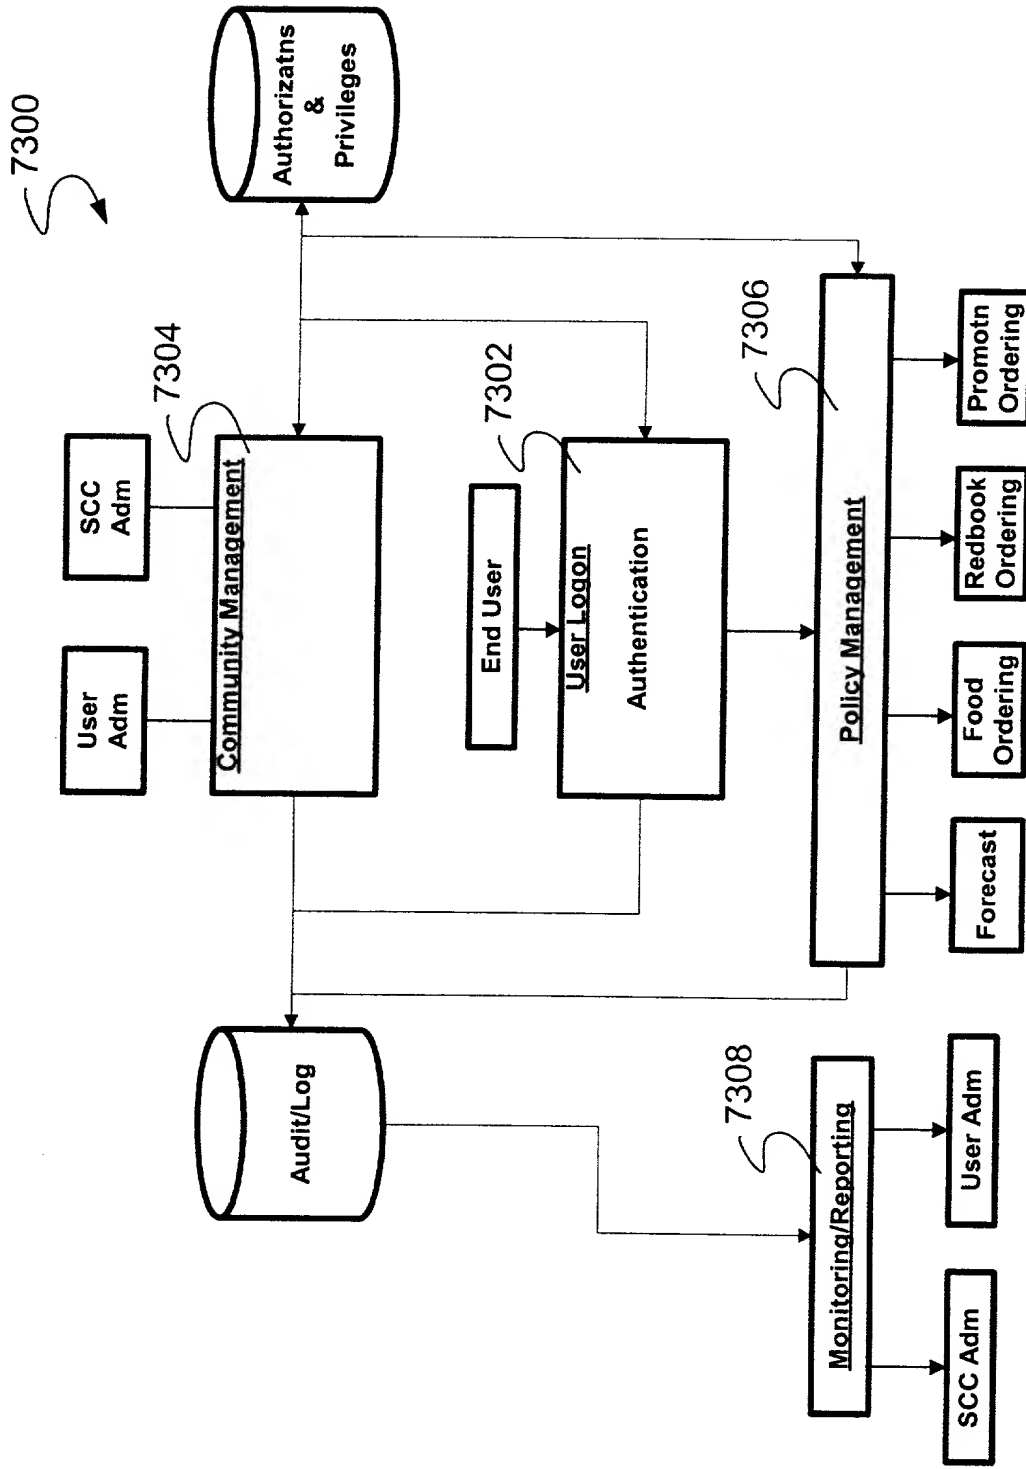 7300
User
Adm
SCC
Adm
7304
Community Management
Authorizatns
&
Privileges
Audit/Log
End User
7302
User Logon
Authentication
7308
Monitoring/Reporting
7306
Policy Management
SCC Adm
User Adm
Forecast
Food
Ordering
Redbook
Ordering
Promotn
Ordering